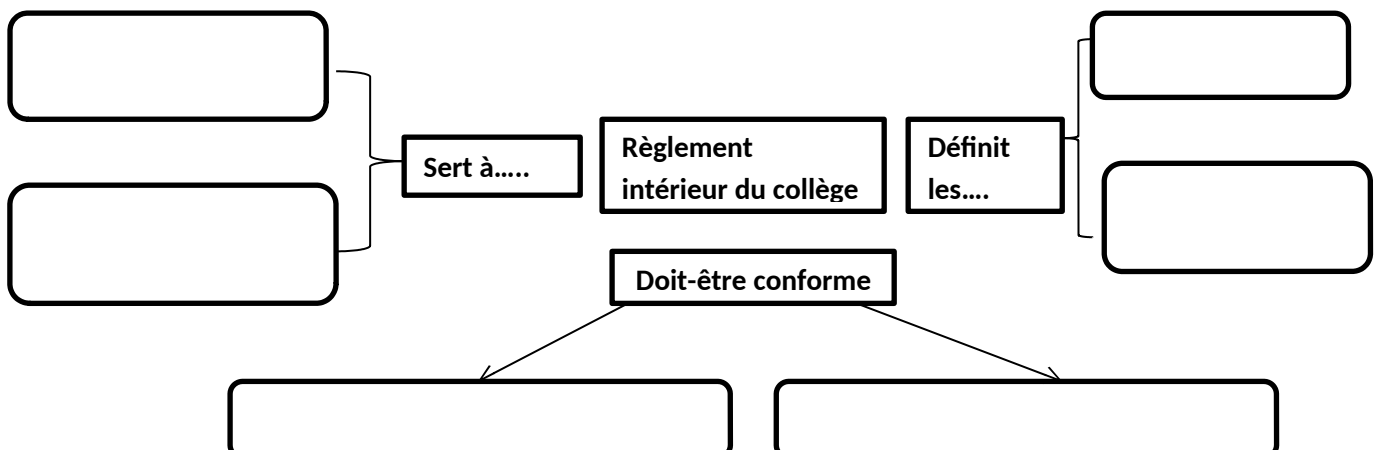 Sert à…..
Règlement
intérieur du collège
Définit
les….
Doit-être conforme